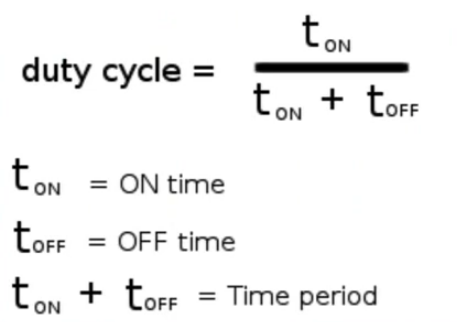 duty cycle = tON / tON + tOFF
tON = ON time
tOFF = OFF time
tON + tOFF = Time period